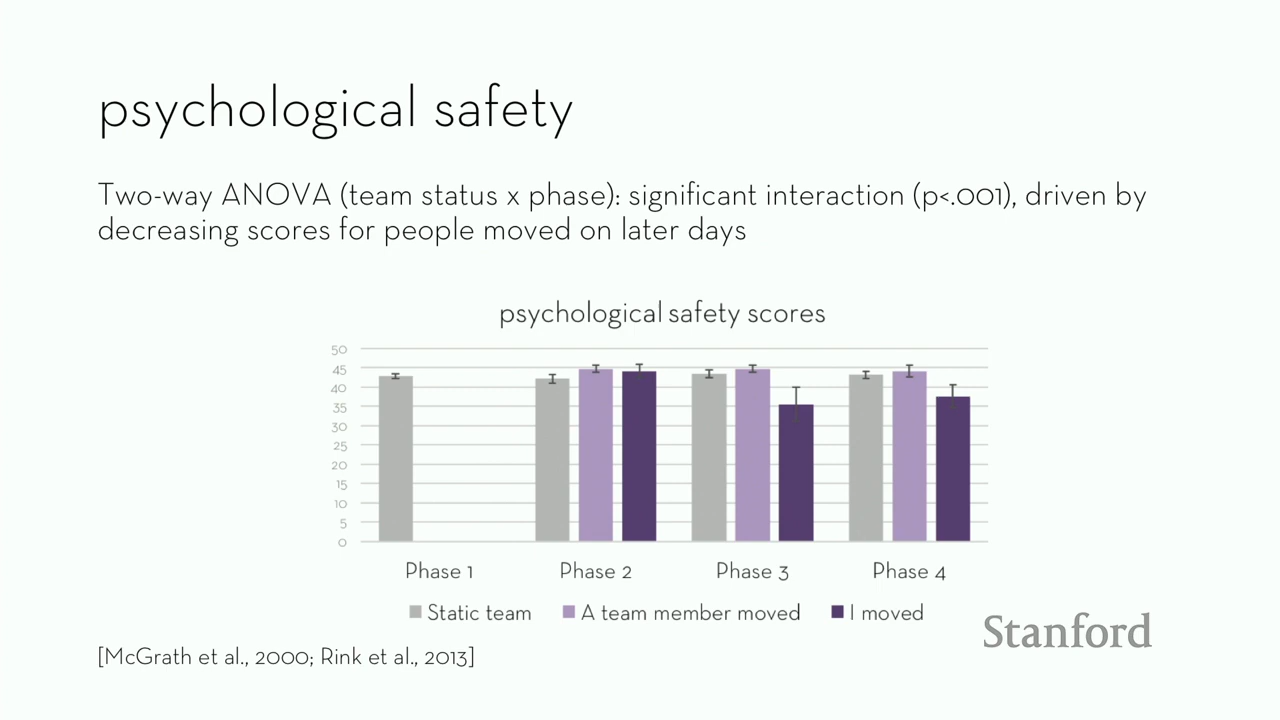 psychological safety
Two-way ANOVA (team status x phase): significant interaction (p<.001), driven by
decreasing scores for people moved on later days
psychological safety scores
50
45
40
35
30
25
20
15
10
5
0
Phase 1 Phase 2 Phase 3 Phase 4
Static team A team member moved I moved
Stanford
[McGrath et al., 2000; Rink et al., 2013]